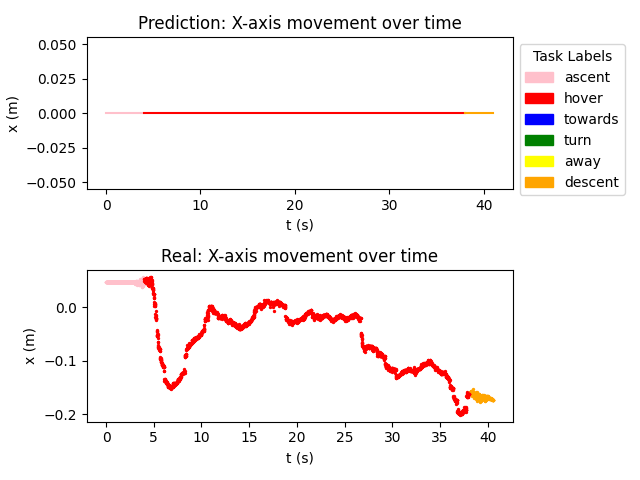 Prediction: X-axis movement over time
0.050
0.025
0.000
−0.025
−0.050
x (m)
0 10 20 30 40
t (s)
Task Labels
ascent
hover
towards
turn
away
descent
Real: X-axis movement over time
0.0
−0.1
−0.2
x (m)
0 5 10 15 20 25 30 35 40
t (s)